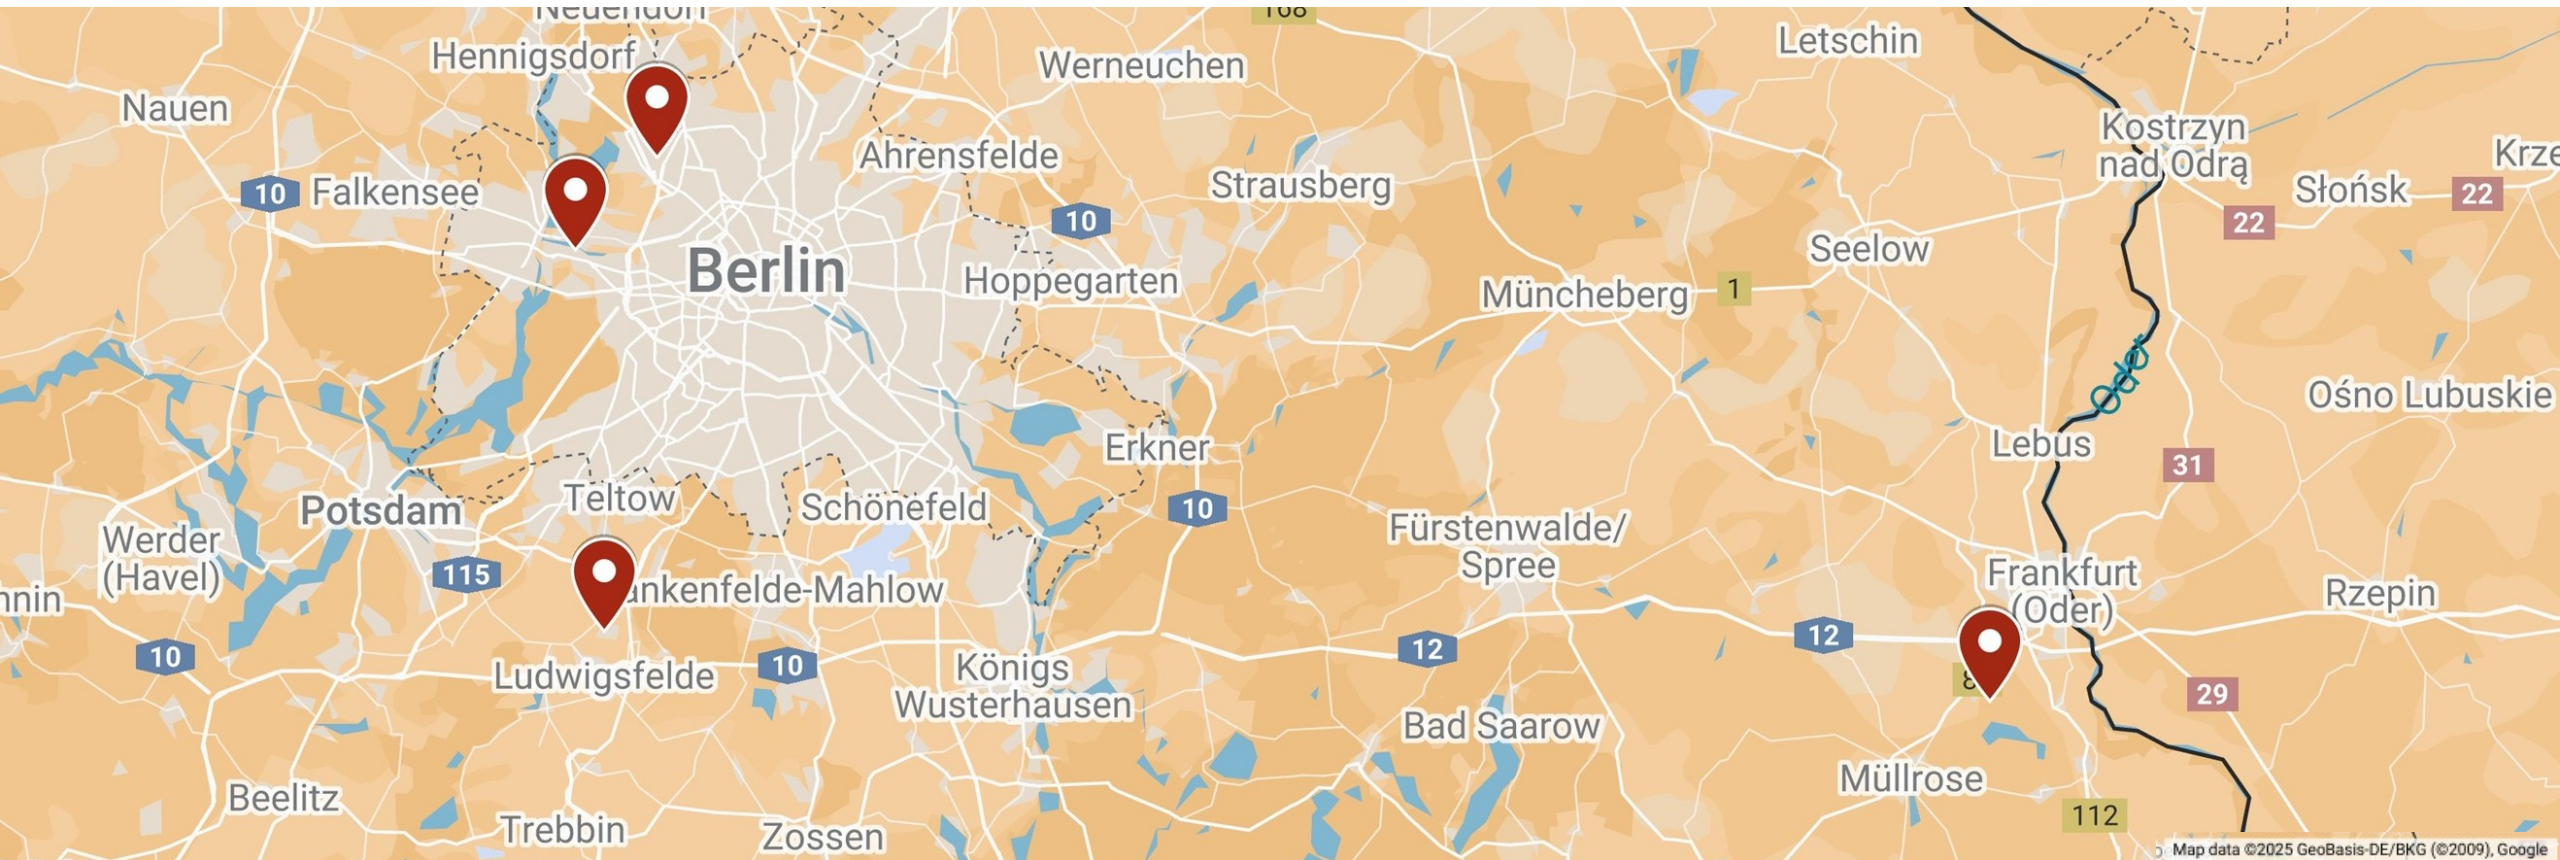 Neuendorf
168
Hennigsdorf
Werneuchen
Letschin
Nauen
Kostrzyn
nad Odrą
Ahrensfelde
10
Falkensee
Strausberg
10
Słońsk
22
22
Seelow
Berlin
Hoppegarten
Müncheberg
1
Oder
Ośno Lubuskie
Erkner
Lebus
31
Potsdam
Teltow
Schönefeld
10
Werder
(Havel)
115
Fürstenwalde/
Spree
Frankfurt
(Oder)
Rzepin
ankenfelde-Mahlow
nnin
10
Ludwigsfelde
10
12
12
Königs
Wusterhausen
8
29
Bad Saarow
Müllrose
Beelitz
Trebbin
Zossen
112
Map data ©2025 GeoBasis-DE/BKG (©2009), Google